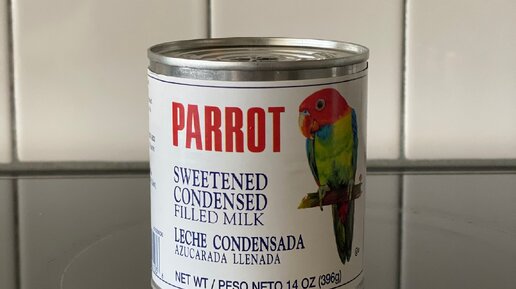 PARROT
SWEETENED
CONDENSED
FILLED MILK
LECHE CONDENSADA
AZUCARADA LLENADA
NET WT / PESO NETO 14 OZ (396g)